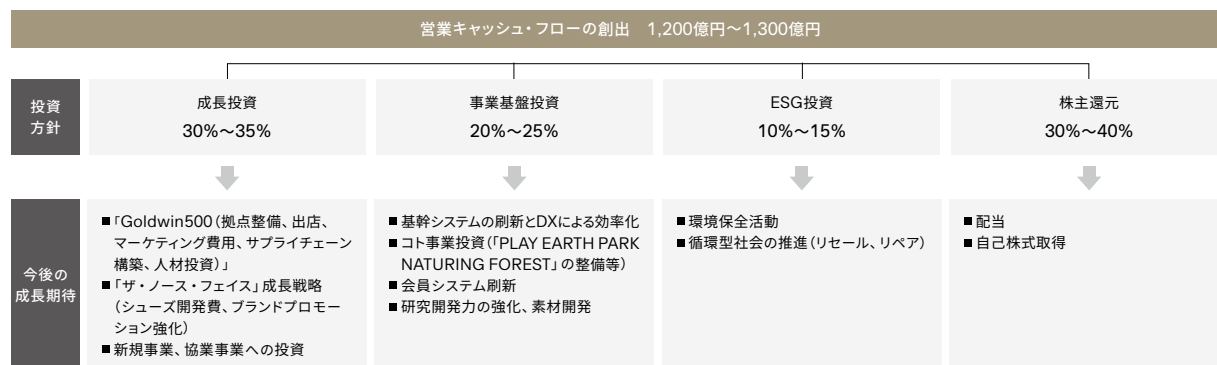 営業キャッシュ・フローの創出　1,200億円〜1,300億円
投資
方針
成長投資
30%〜35%
事業基盤投資
20%〜25%
ESG投資
10%〜15%
株主還元
30%〜40%
今後の
成長期待
■「Goldwin500（拠点整備、出店、
マーケティング費用、サプライチェーン
構築、人材投資）」
■「ザ・ノース・フェイス」成長戦略
（シューズ開発費、ブランドプロモー
ション強化）
■新規事業、協業事業への投資
■基幹システムの刷新とDXによる効率化
■コト事業投資（「PLAY EARTH PARK
NATURING FOREST」の整備等）
■会員システム刷新
■研究開発力の強化、素材開発
■環境保全活動
■循環型社会の推進（リセール、リペア）
■配当
■自己株式取得